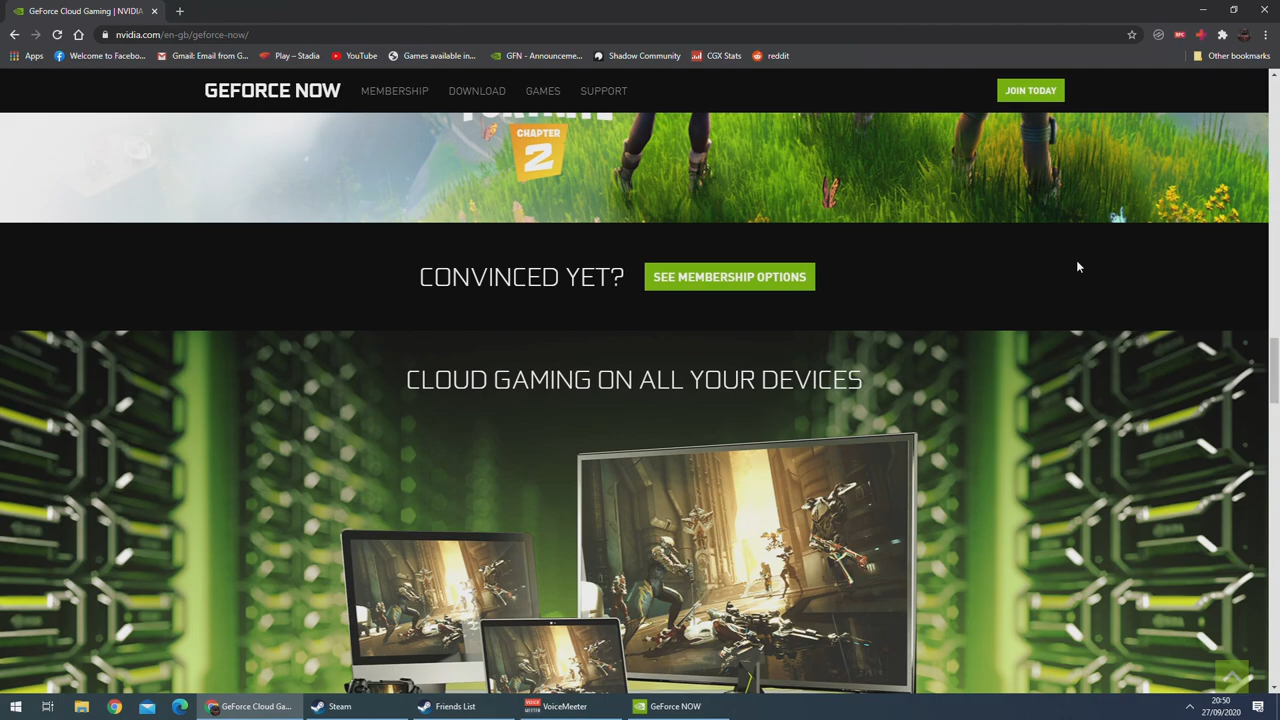 GeForce Cloud Gaming | NVIDIA
nvidia.com/en-gb/geforce-now/
Apps
Welcome to Facebo...
Gmail: Email from G...
Play – Stadia
YouTube
Games available in...
GFN - Announceme...
Shadow Community
CGX Stats
reddit
Other bookmarks
GEFORCE NOW
MEMBERSHIP
DOWNLOAD
GAMES
SUPPORT
JOIN TODAY
CHAPTER
2
CONVINCED YET?
SEE MEMBERSHIP OPTIONS
CLOUD GAMING ON ALL YOUR DEVICES
GeForce Cloud Ga...
Steam
Friends List
VoiceMeeter
GeForce NOW
20:50
27/09/2020